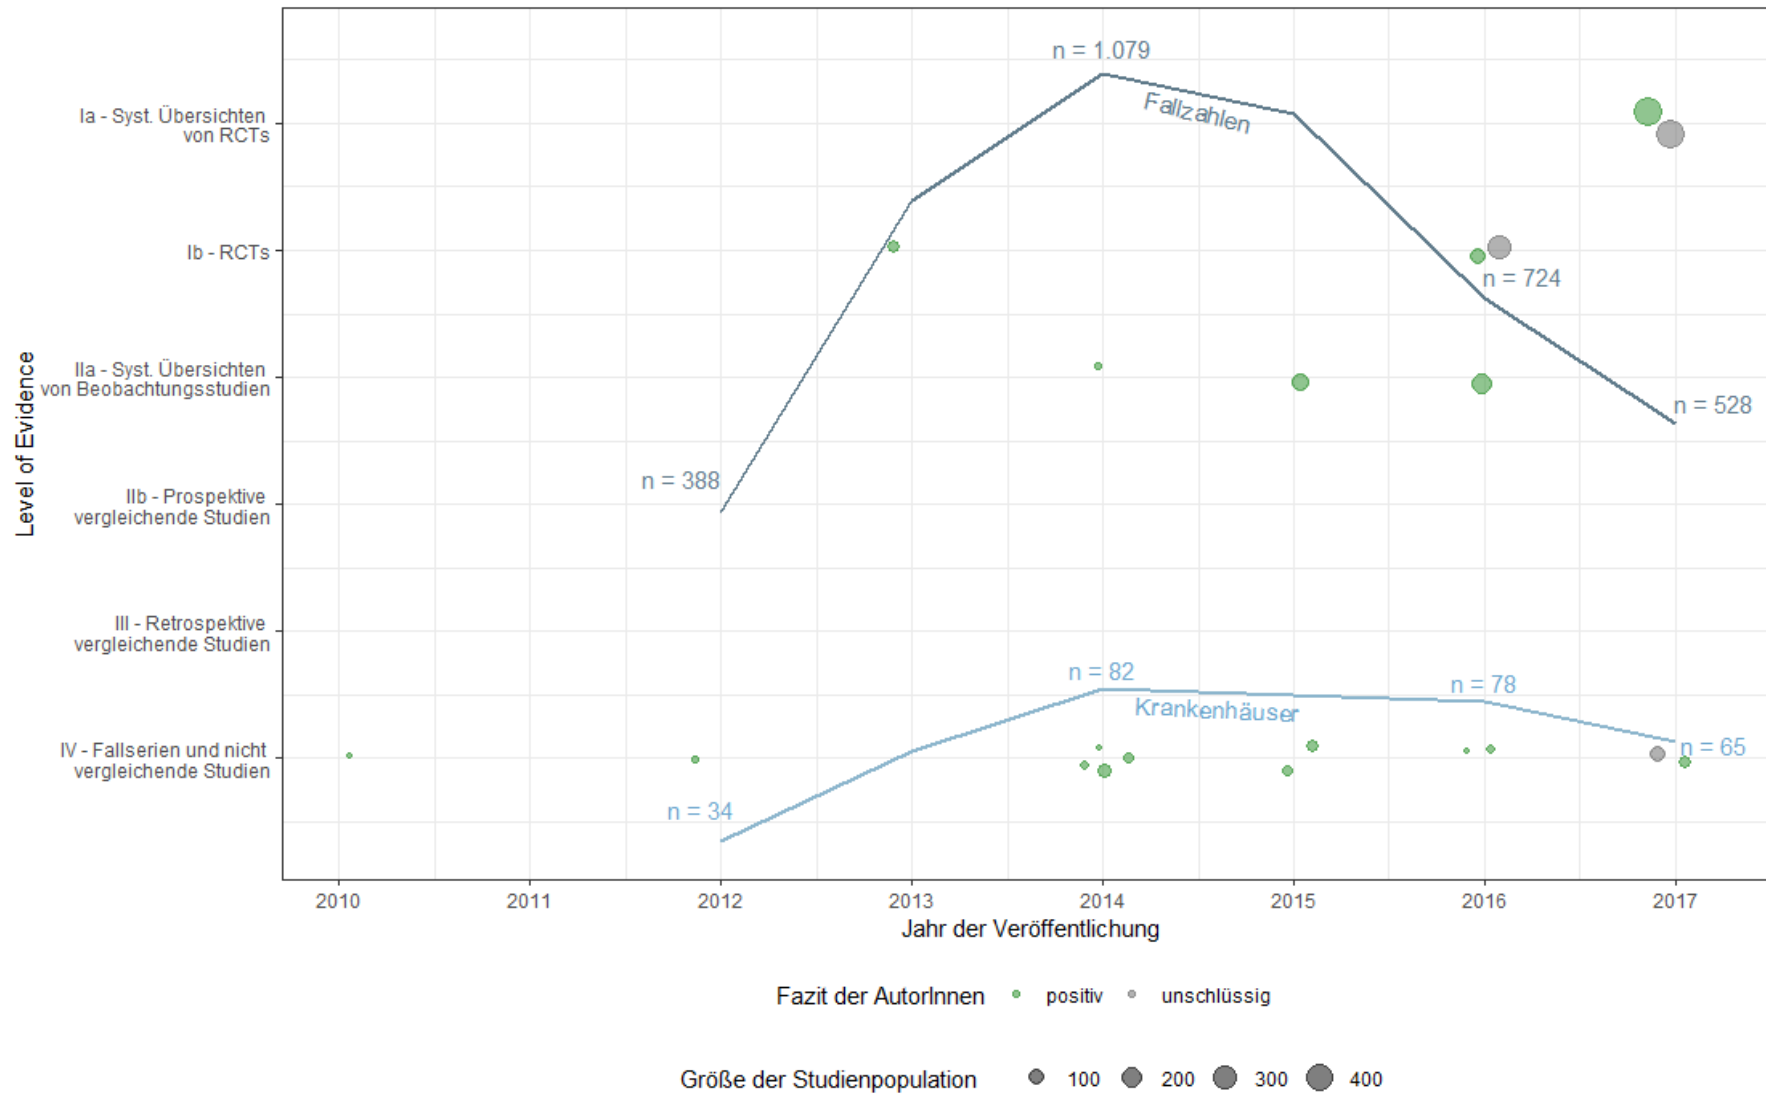 n = 1.079
Fallzahlen
Ia - Syst. Übersichten
von RCTs
Ib - RCTs
n = 724
IIa - Syst. Übersichten
von Beobachtungsstudien
n = 528
n = 388
IIb - Prospektive
vergleichende Studien
Level of Evidence
III - Retrospektive
vergleichende Studien
n = 82
n = 78
Krankenhäuser
IV - Fallserien und nicht
vergleichende Studien
n = 65
n = 34
2010 2011 2012 2013 2014 2015 2016 2017
Jahr der Veröffentlichung
Fazit der AutorInnen positiv unschlüssig
Größe der Studienpopulation 100 200 300 400